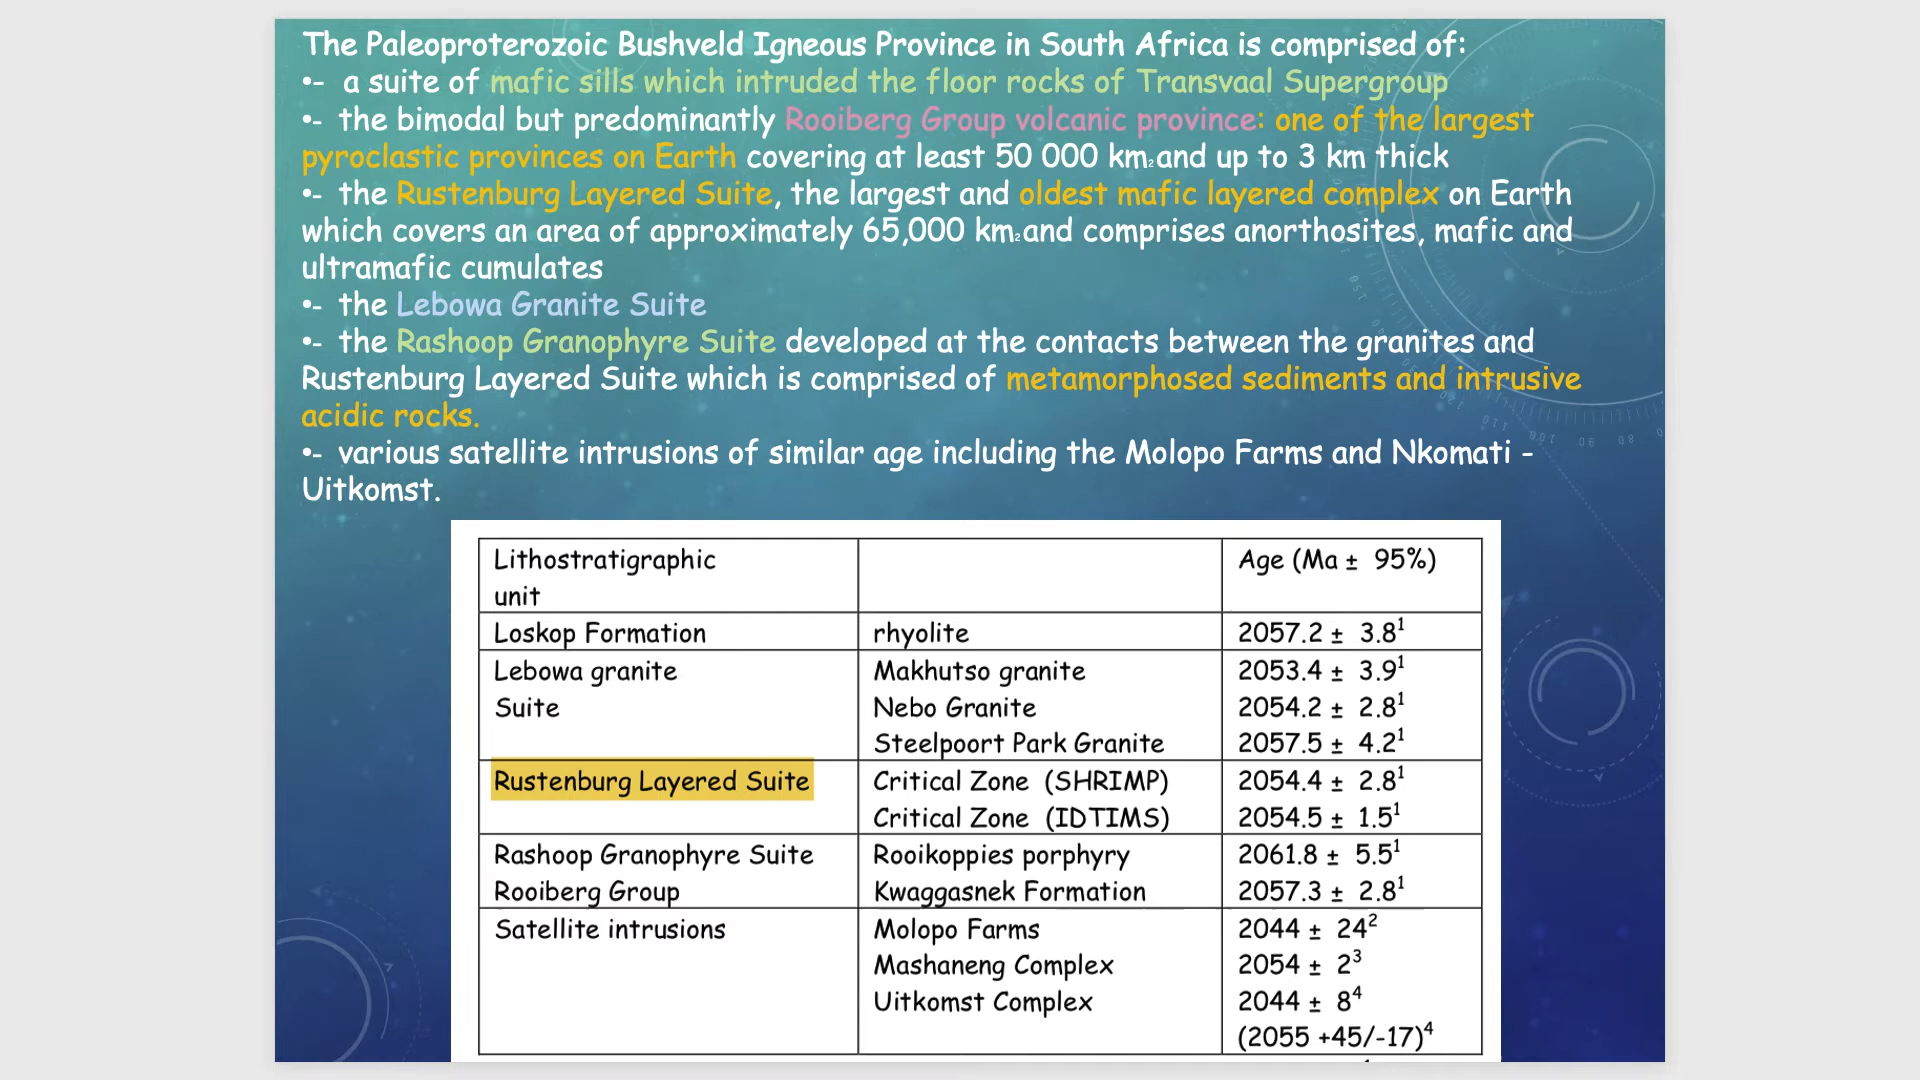 The Paleoproterozoic Bushveld Igneous Province in South Africa is comprised of:
•- a suite of mafic sills which intruded the floor rocks of Transvaal Supergroup
•- the bimodal but predominantly Rooiberg Group volcanic province: one of the largest
pyroclastic provinces on Earth covering at least 50 000 km2 and up to 3 km thick
•- the Rustenburg Layered Suite, the largest and oldest mafic layered complex on Earth
which covers an area of approximately 65,000 km2 and comprises anorthosites, mafic and
ultramafic cumulates
•- the Lebowa Granite Suite
•- the Rashoop Granophyre Suite developed at the contacts between the granites and
Rustenburg Layered Suite which is comprised of metamorphosed sediments and intrusive
acidic rocks.
•- various satellite intrusions of similar age including the Molopo Farms and Nkomati -
Uitkomst.
Lithostratigraphic unit Age (Ma ± 95%)
Loskop Formation rhyolite 2057.2 ± 3.8¹
Lebowa granite Makhutso granite 2053.4 ± 3.9¹
Suite Nebo Granite 2054.2 ± 2.8¹
Steelpoort Park Granite 2057.5 ± 4.2¹
Rustenburg Layered Suite Critical Zone (SHRIMP) 2054.4 ± 2.8¹
Critical Zone (IDTIMS) 2054.5 ± 1.5¹
Rashoop Granophyre Suite Rooikoppies porphyry 2061.8 ± 5.5¹
Rooiberg Group Kwaggasnek Formation 2057.3 ± 2.8¹
Satellite intrusions Molopo Farms 2044 ± 24²
Mashaneng Complex 2054 ± 2³
Uitkomst Complex 2044 ± 8⁴
(2055 +45/-17)⁴